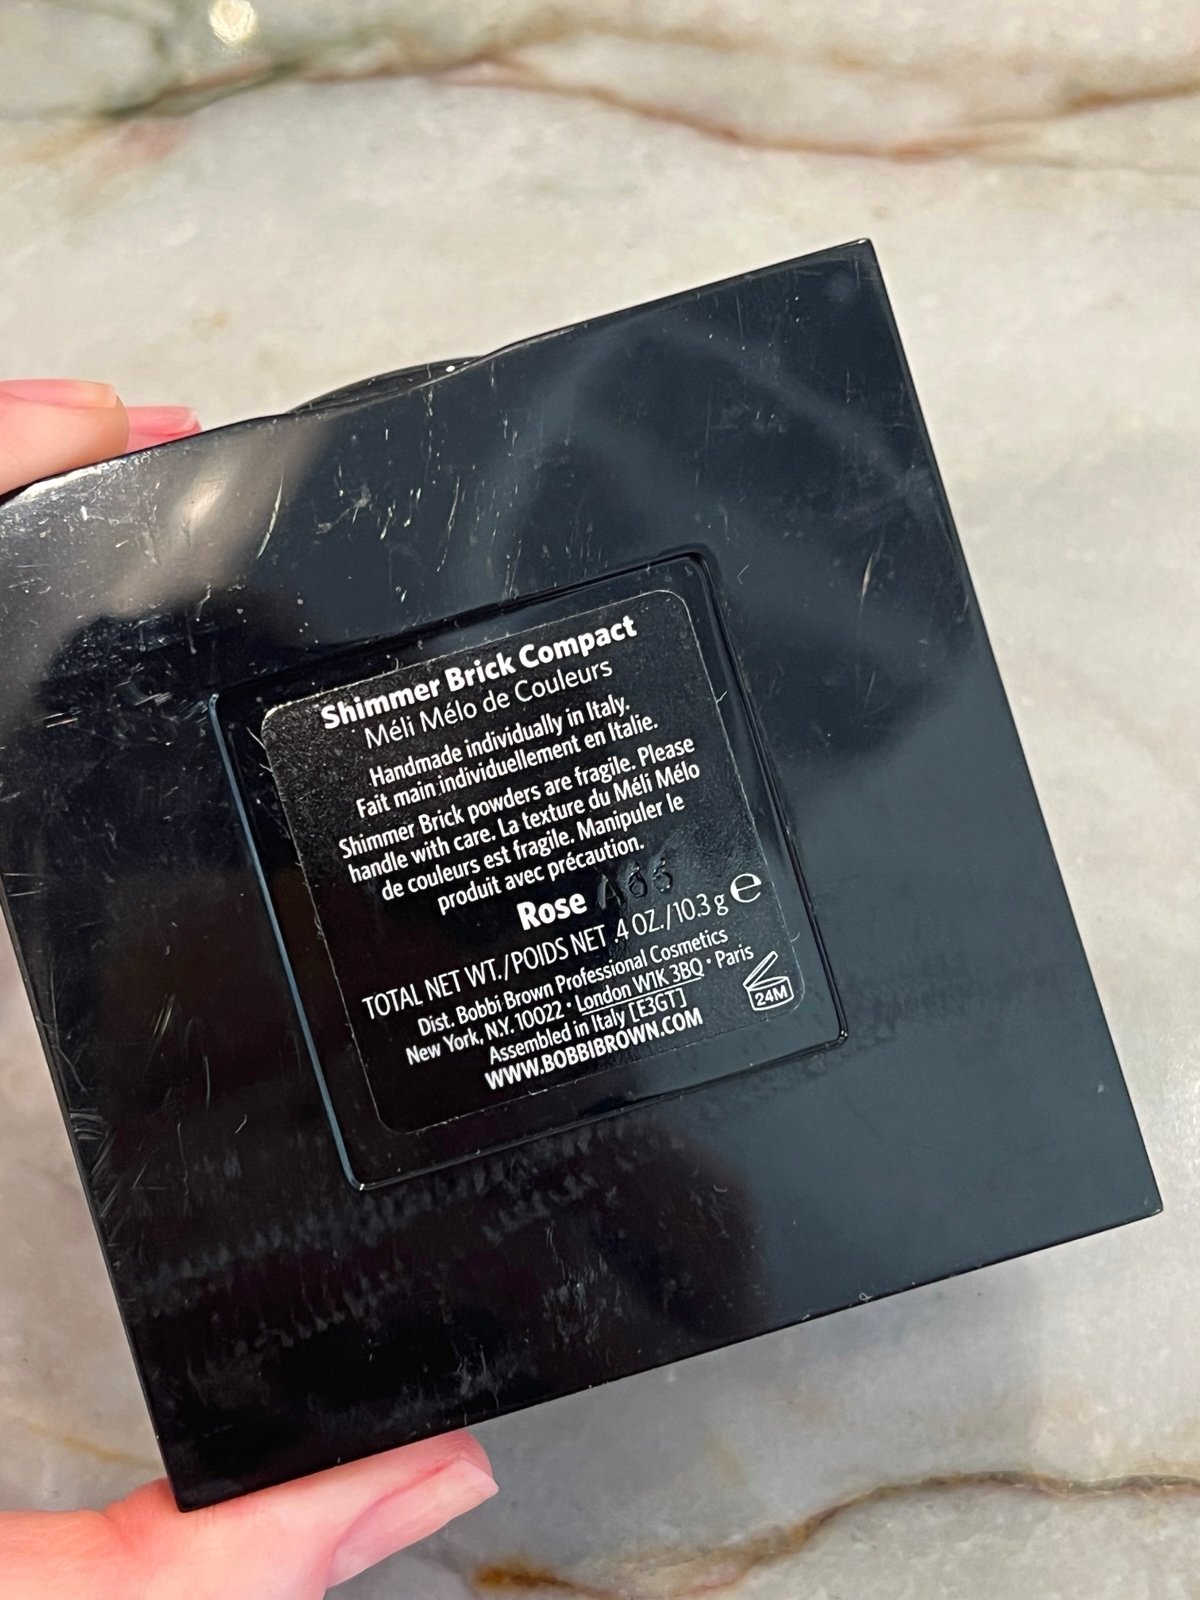 Shimmer Brick Compact
Méli Mélo de Couleurs
Handmade individually in Italy.
Fait main individuellement en Italie.
Shimmer Brick powders are fragile. Please
handle with care. La texture du Méli Mélo
de couleurs est fragile. Manipuler le
produit avec précaution.
Rose A65
TOTAL NET WT./POIDS NET .4 OZ./10.3 g ℮
Dist. Bobbi Brown Professional Cosmetics
New York, N.Y. 10022 • London W1K 3BQ • Paris
Assembled in Italy [E3GT]
WWW.BOBBIBROWN.COM
24M